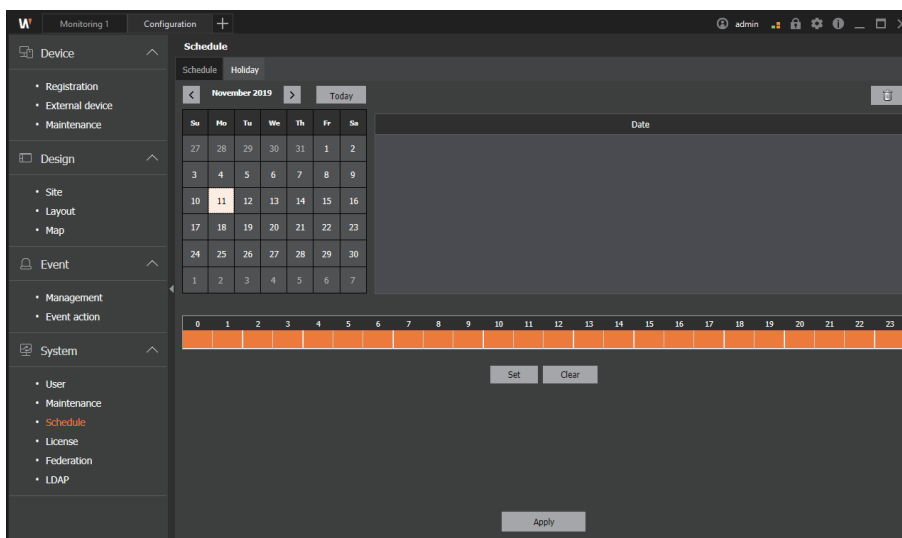 W Monitoring 1 Configuration admin
Device
Registration
External device
Maintenance
Design
Site
Layout
Map
Event
Management
Event action
System
User
Maintenance
Schedule
License
Federation
LDAP
Schedule
Schedule Holiday
November 2019 Today
Su Mo Tu We Th Fr Sa
27 28 29 30 31 1 2
3 4 5 6 7 8 9
10 11 12 13 14 15 16
17 18 19 20 21 22 23
24 25 26 27 28 29 30
1 2 3 4 5 6 7
Date
0 1 2 3 4 5 6 7 8 9 10 11 12 13 14 15 16 17 18 19 20 21 22 23
Set Clear
Apply